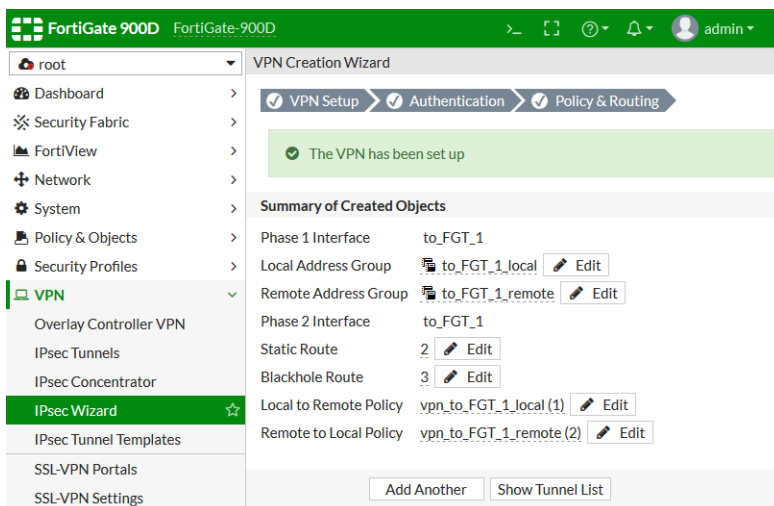 FortiGate 900D FortiGate-900D >_ admin
root
VPN Creation Wizard
Dashboard
VPN Setup Authentication Policy & Routing
Security Fabric
FortiView
The VPN has been set up
Network
System
Summary of Created Objects
Policy & Objects
Phase 1 Interface to_FGT_1
Security Profiles
Local Address Group to_FGT_1_local Edit
VPN
Remote Address Group to_FGT_1_remote Edit
Overlay Controller VPN
Phase 2 Interface to_FGT_1
IPsec Tunnels
Static Route 2 Edit
IPsec Concentrator
Blackhole Route 3 Edit
IPsec Wizard
Local to Remote Policy vpn_to_FGT_1_local (1) Edit
IPsec Tunnel Templates
Remote to Local Policy vpn_to_FGT_1_remote (2) Edit
SSL-VPN Portals
Add Another Show Tunnel List
SSL-VPN Settings